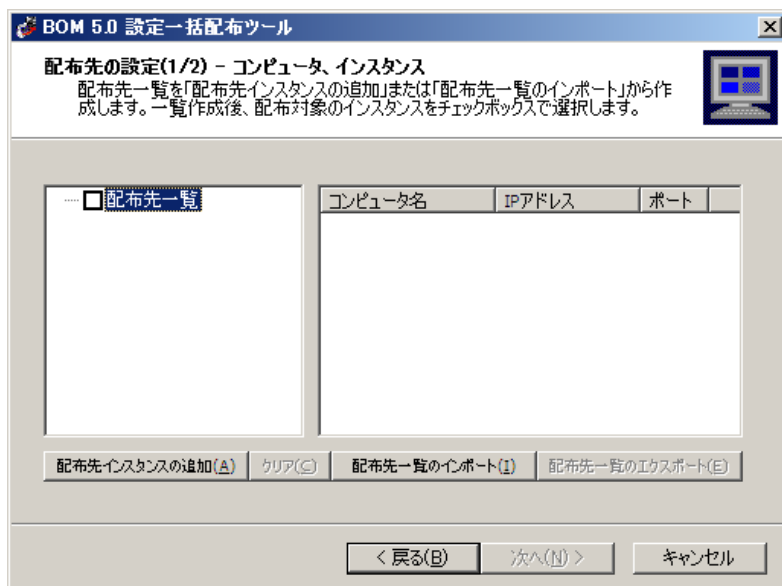 BOM 5.0 設定一括配布ツール
配布先の設定(1/2) - コンピュータ、インスタンス
配布先一覧を「配布先インスタンスの追加」または「配布先一覧のインポート」から作
成します。一覧作成後、配布対象のインスタンスをチェックボックスで選択します。
配布先一覧
コンピュータ名 IPアドレス ポート
配布先インスタンスの追加(A) クリア(C) 配布先一覧のインポート(I) 配布先一覧のエクスポート(E)
< 戻る(B) 次へ(N) > キャンセル